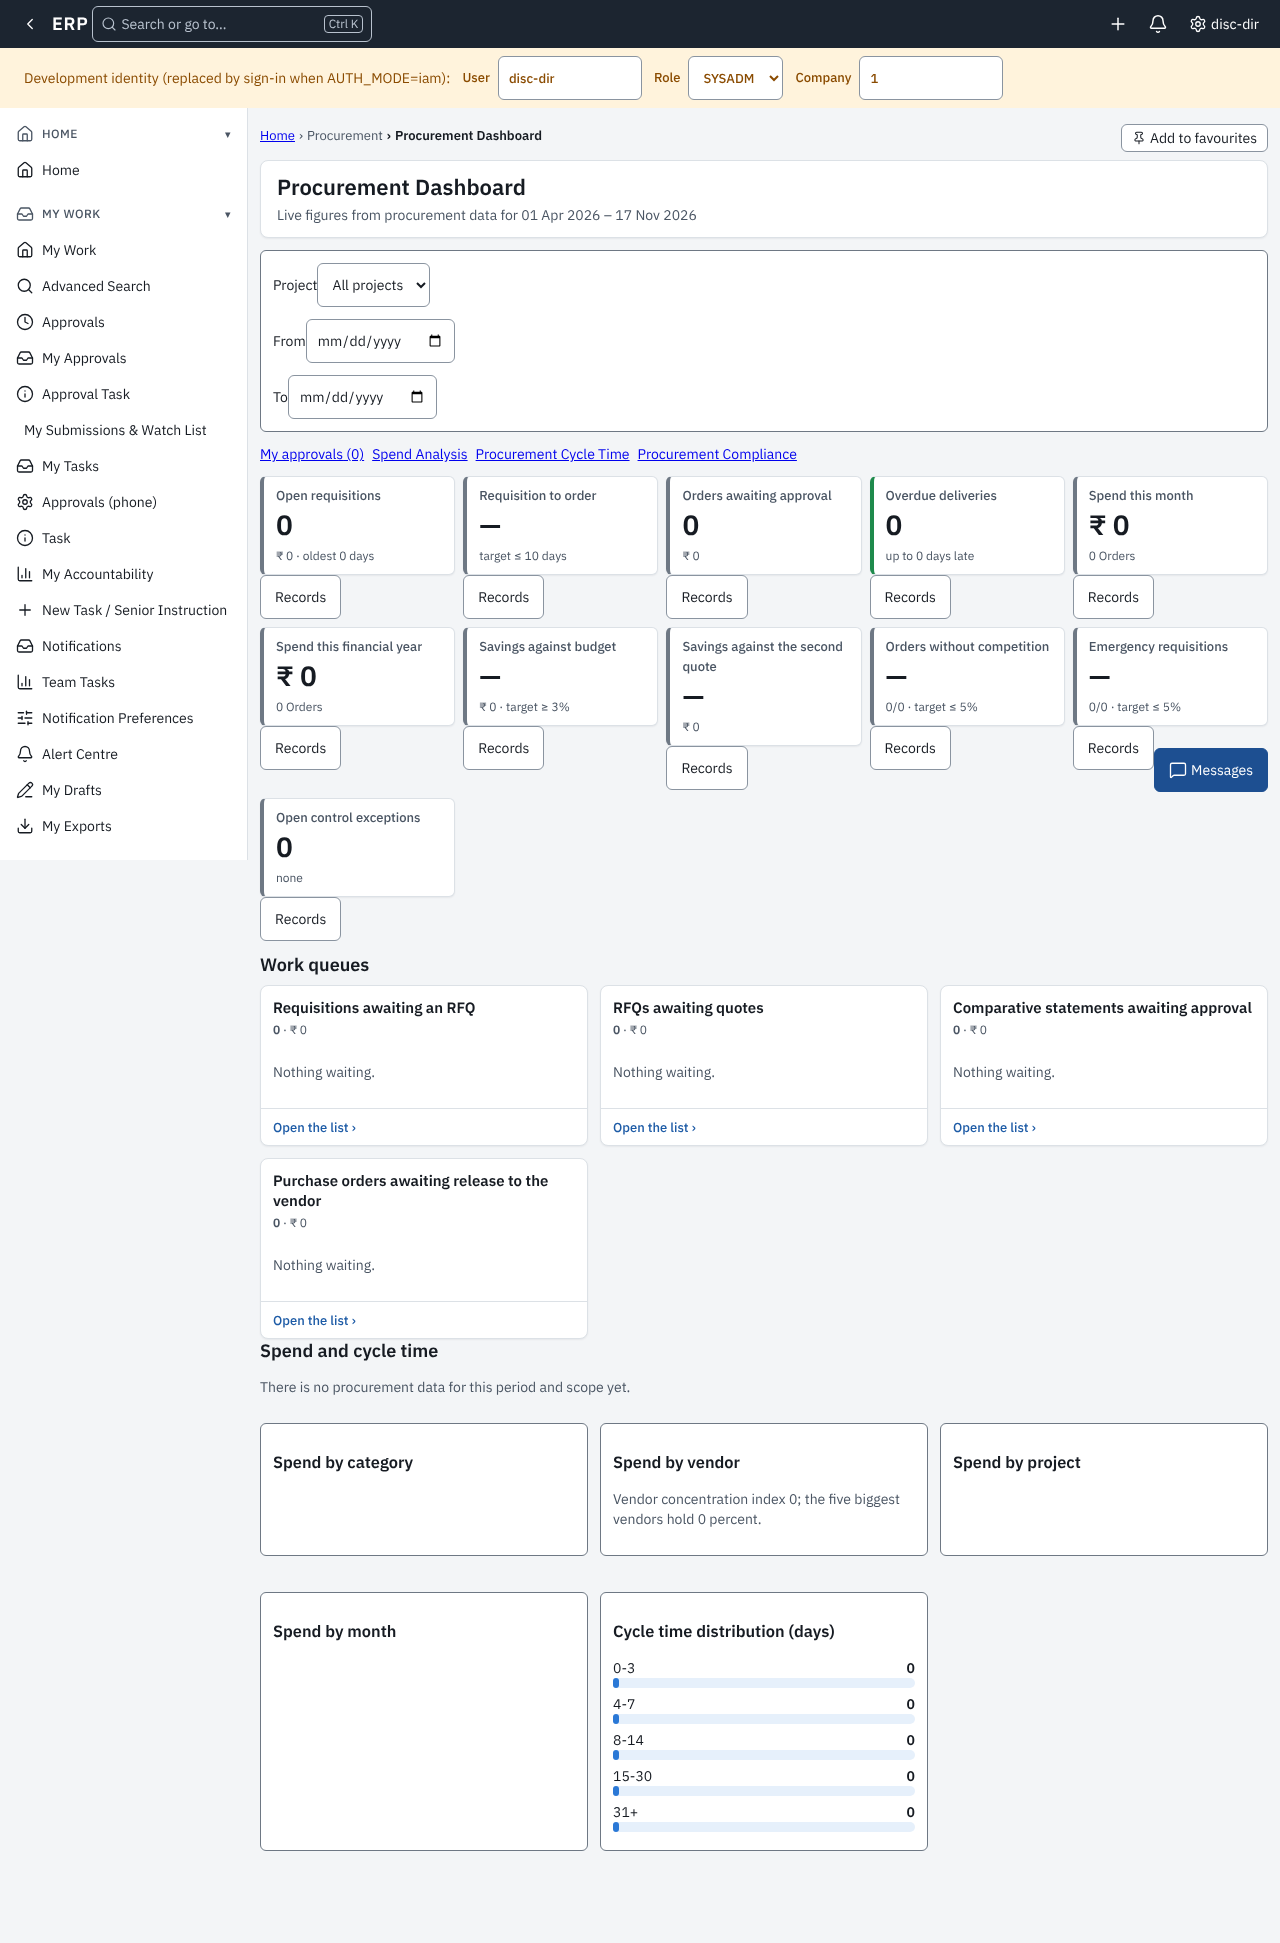 ERP
Search or go to...
Ctrl K
disc-dir
Development identity (replaced by sign-in when AUTH_MODE=iam):
User
disc-dir
Role
SYSADM
Company
1
HOME
Home
MY WORK
My Work
Advanced Search
Approvals
My Approvals
Approval Task
My Submissions & Watch List
My Tasks
Approvals (phone)
Task
My Accountability
New Task / Senior Instruction
Notifications
Team Tasks
Notification Preferences
Alert Centre
My Drafts
My Exports
Home › Procurement › Procurement Dashboard
Add to favourites
Procurement Dashboard
Live figures from procurement data for 01 Apr 2026 – 17 Nov 2026
Project
All projects
From
mm/dd/yyyy
To
mm/dd/yyyy
My approvals (0) Spend Analysis Procurement Cycle Time Procurement Compliance
Open requisitions
0
₹ 0 · oldest 0 days
Records
Requisition to order
—
target ≤ 10 days
Records
Orders awaiting approval
0
₹ 0
Records
Overdue deliveries
0
up to 0 days late
Records
Spend this month
₹ 0
0 Orders
Records
Spend this financial year
₹ 0
0 Orders
Records
Savings against budget
—
₹ 0 · target ≥ 3%
Records
Savings against the second
quote
—
₹ 0
Records
Orders without competition
—
0/0 · target ≤ 5%
Records
Emergency requisitions
—
0/0 · target ≤ 5%
Records
Messages
Open control exceptions
0
none
Records
Work queues
Requisitions awaiting an RFQ
0 · ₹ 0
Nothing waiting.
Open the list ›
RFQs awaiting quotes
0 · ₹ 0
Nothing waiting.
Open the list ›
Comparative statements awaiting approval
0 · ₹ 0
Nothing waiting.
Open the list ›
Purchase orders awaiting release to the
vendor
0 · ₹ 0
Nothing waiting.
Open the list ›
Spend and cycle time
There is no procurement data for this period and scope yet.
Spend by category
Spend by vendor
Vendor concentration index 0; the five biggest
vendors hold 0 percent.
Spend by project
Spend by month
Cycle time distribution (days)
0-3 0
4-7 0
8-14 0
15-30 0
31+ 0